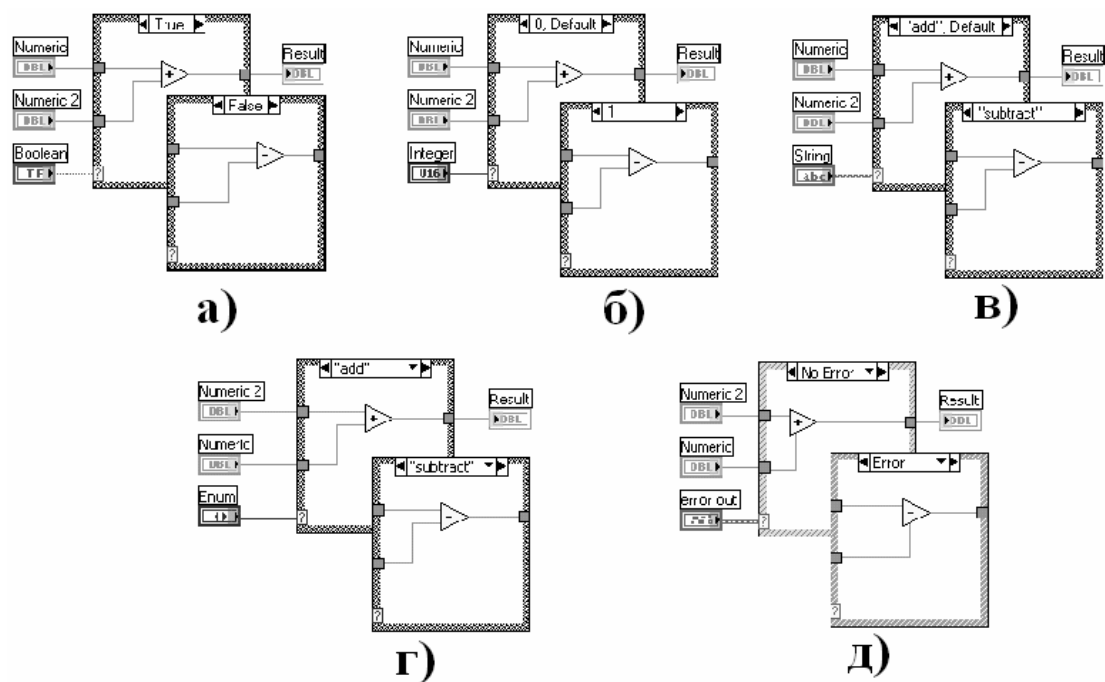 True
Numeric
DBL
Result
DBL
Numeric 2
DBL
False
Boolean
TF
?
?
а)
0, Default
Numeric
DBL
Result
DBL
Numeric 2
DBL
1
Integer
U16
?
?
б)
"add", Default
Numeric
DBL
Result
DBL
Numeric 2
DBL
"subtract"
String
abc
?
?
в)
"add"
Numeric 2
DBL
Result
DBL
Numeric
DBL
"subtract"
Enum
?
?
г)
No Error
Numeric 2
DBL
Result
DBL
Numeric
DBL
Error
error out
?
?
д)